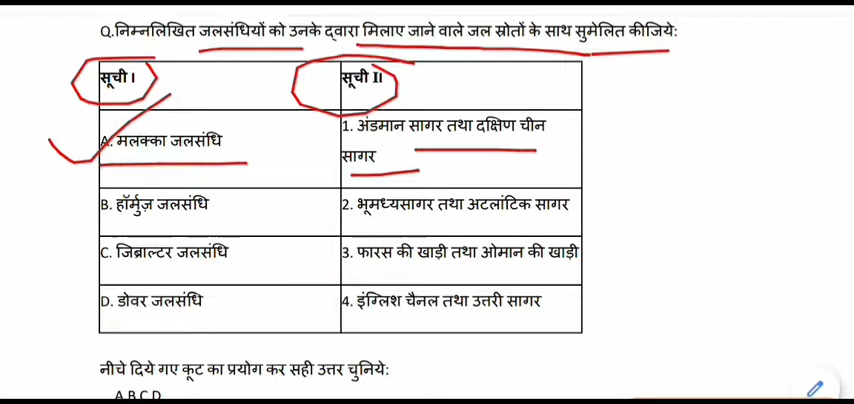 Q.निम्नलिखित जलसंधियों को उनके द्वारा मिलाए जाने वाले जल स्रोतों के साथ सुमेलित कीजिये:
सूची I
सूची II
A. मलक्का जलसंधि
1. अंडमान सागर तथा दक्षिण चीन
सागर
B. हॉर्मुज़ जलसंधि
2. भूमध्यसागर तथा अटलांटिक सागर
C. जिब्राल्टर जलसंधि
3. फारस की खाड़ी तथा ओमान की खाड़ी
D. डोवर जलसंधि
4. इंग्लिश चैनल तथा उत्तरी सागर
नीचे दिये गए कूट का प्रयोग कर सही उत्तर चुनिये:
A B C D